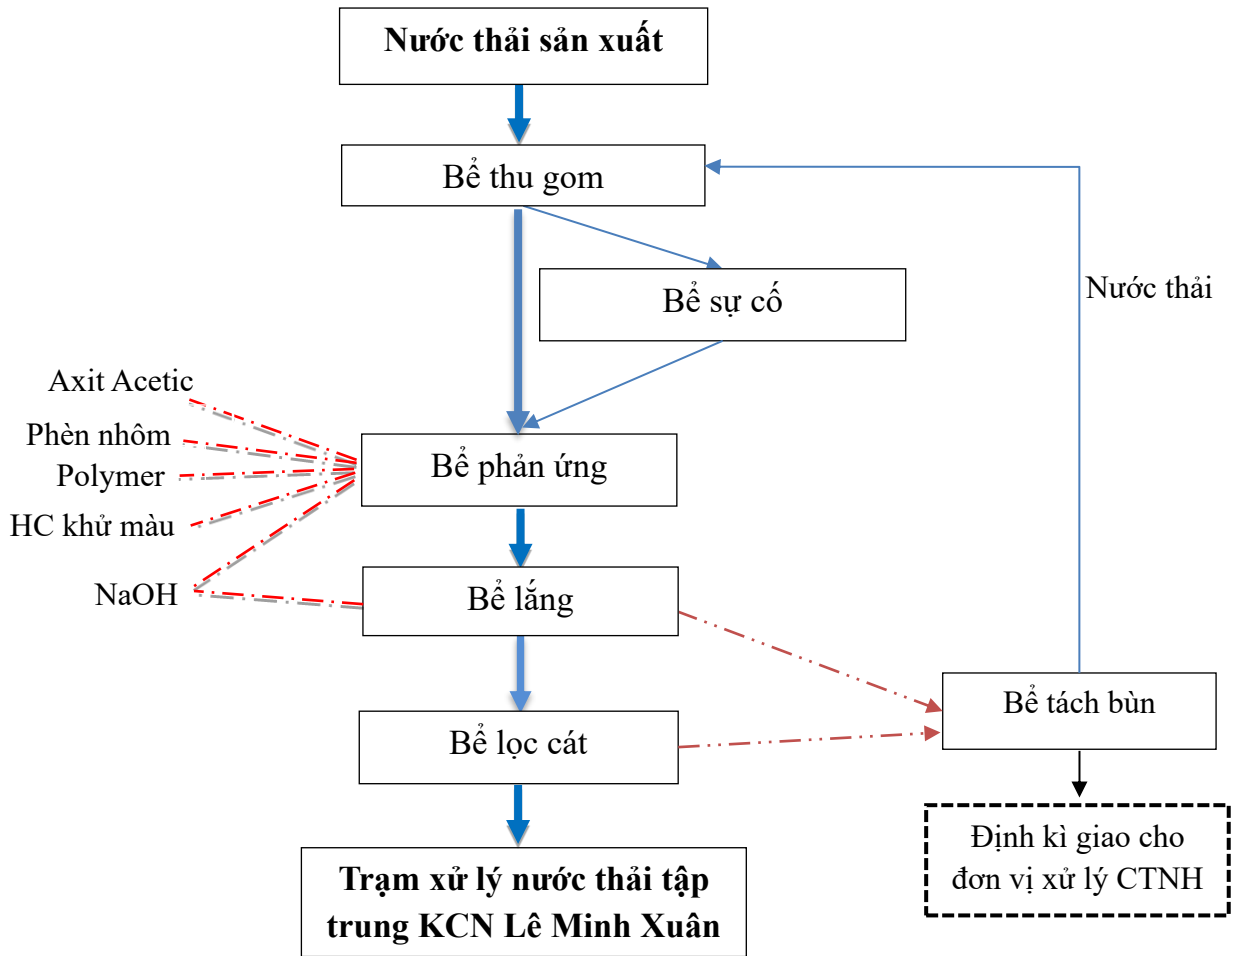 Nước thải sản xuất
Bể thu gom
Bể sự cố
Nước thải
Axit Acetic
Phèn nhôm
Polymer
HC khử màu
NaOH
Bể phản ứng
Bể lắng
Bể tách bùn
Bể lọc cát
Định kì giao cho
đơn vị xử lý CTNH
Trạm xử lý nước thải tập
trung KCN Lê Minh Xuân